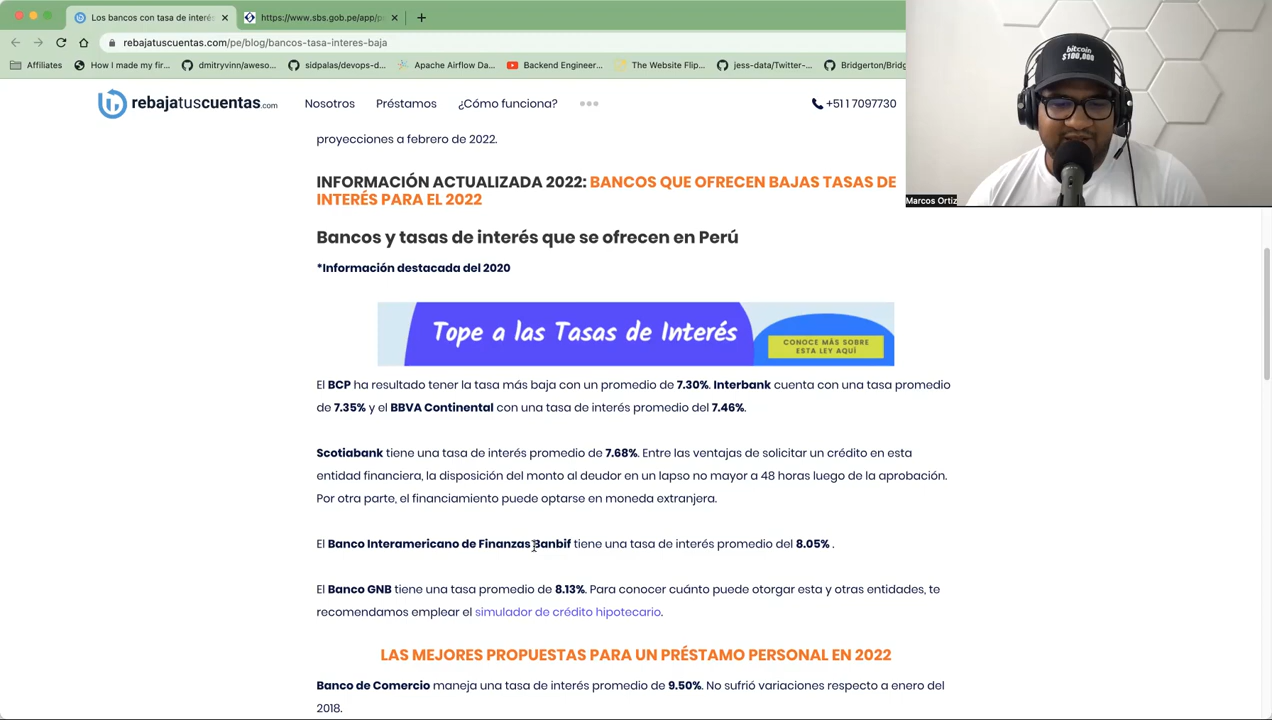 Los bancos con tasa de interé
https://www.sbs.gob.pe/app/p
rebajatuscuentas.com/pe/blog/bancos-tasa-interes-baja
Affiliates
How I made my fir...
dmitryvinn/aweso...
sidpalas/devops-d...
Apache Airflow Da...
Backend Engineer...
The Website Flip...
jess-data/Twitter-...
Bridgerton/Bridg
rebajatuscuentas.com
Nosotros
Préstamos
¿Cómo funciona?
+51 1 7097730
bitcoin
$100,000
Marcos Ortiz
proyecciones a febrero de 2022.
INFORMACIÓN ACTUALIZADA 2022: BANCOS QUE OFRECEN BAJAS TASAS DE
INTERÉS PARA EL 2022
Bancos y tasas de interés que se ofrecen en Perú
*Información destacada del 2020
Tope a las Tasas de Interés
CONOCE MÁS SOBRE
ESTA LEY AQUÍ
El BCP ha resultado tener la tasa más baja con un promedio de 7.30%. Interbank cuenta con una tasa promedio
de 7.35% y el BBVA Continental con una tasa de interés promedio del 7.46%.
Scotiabank tiene una tasa de interés promedio de 7.68%. Entre las ventajas de solicitar un crédito en esta
entidad financiera, la disposición del monto al deudor en un lapso no mayor a 48 horas luego de la aprobación.
Por otra parte, el financiamiento puede optarse en moneda extranjera.
El Banco Interamericano de Finanzas Banbif tiene una tasa de interés promedio del 8.05% .
El Banco GNB tiene una tasa promedio de 8.13%. Para conocer cuánto puede otorgar esta y otras entidades, te
recomendamos emplear el simulador de crédito hipotecario.
LAS MEJORES PROPUESTAS PARA UN PRÉSTAMO PERSONAL EN 2022
Banco de Comercio maneja una tasa de interés promedio de 9.50%. No sufrió variaciones respecto a enero del
2018.